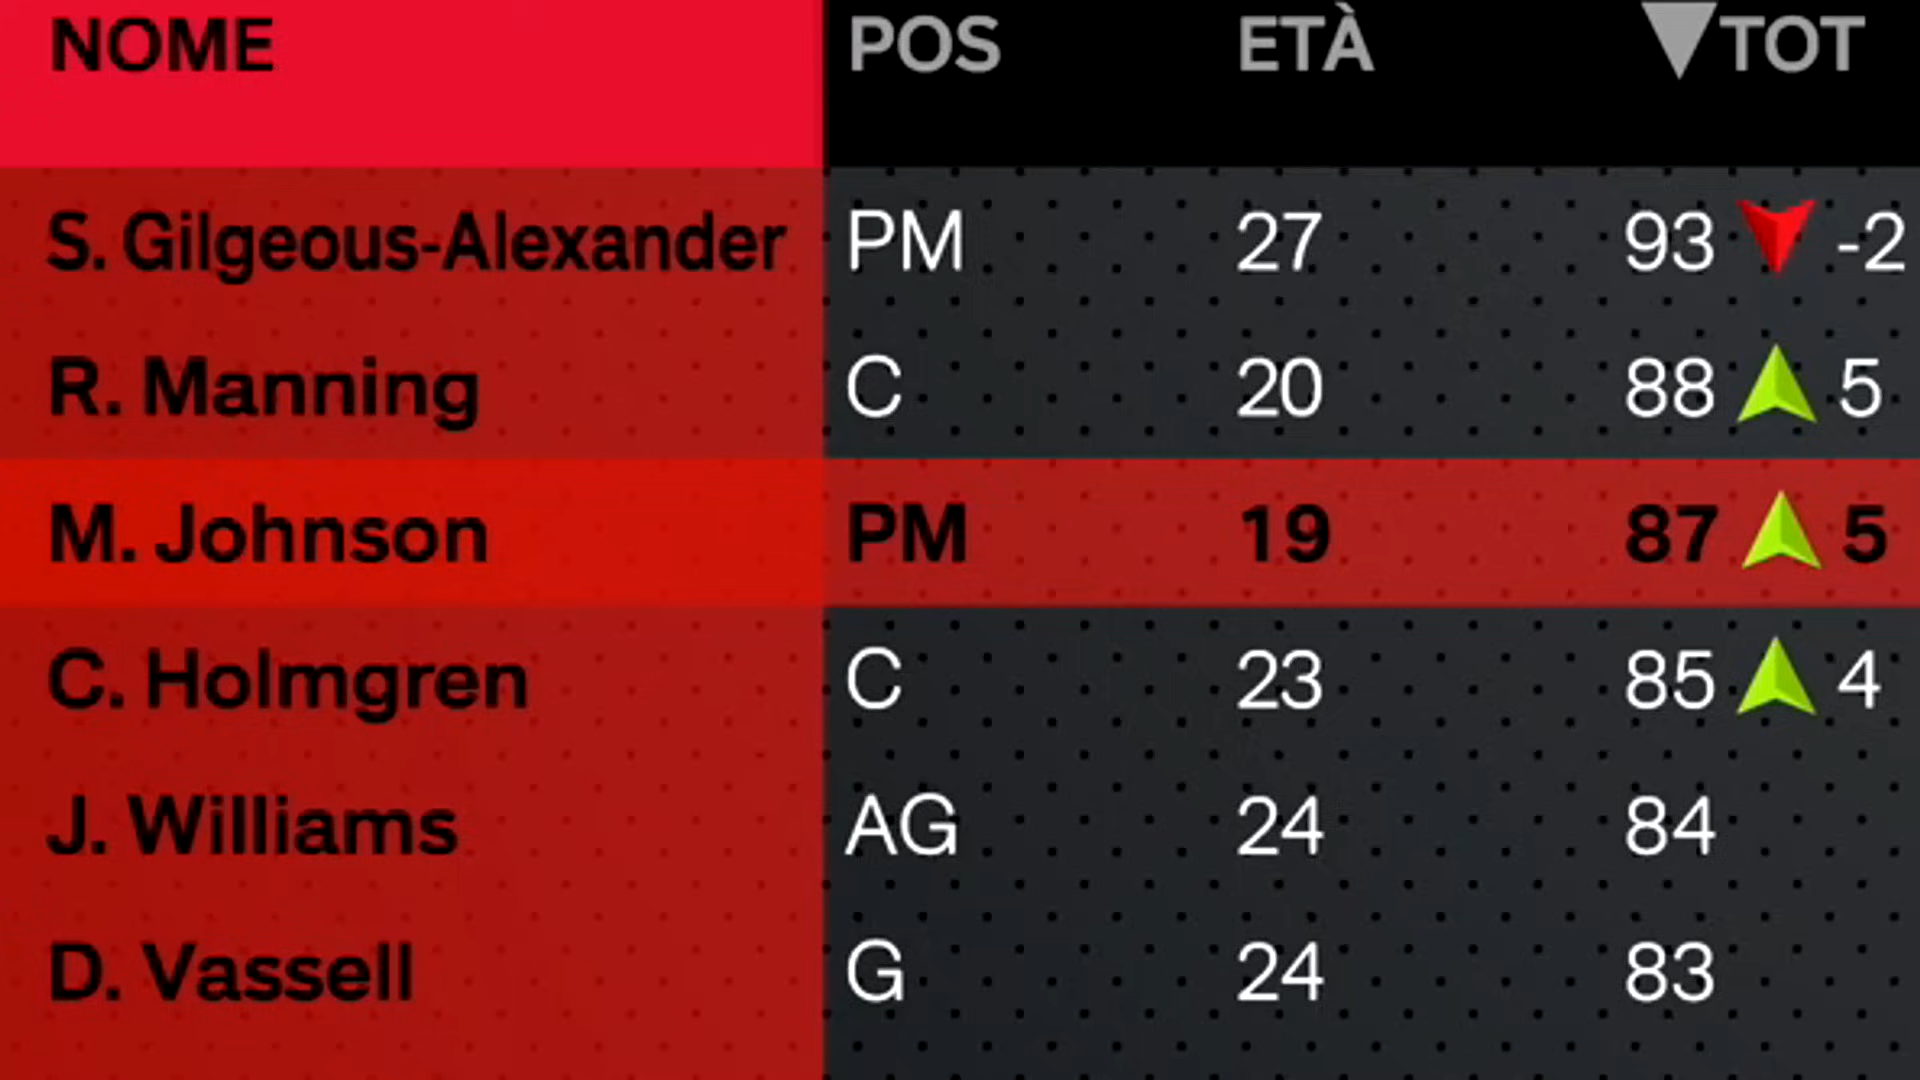 NOME POS ETÀ ▼TOT
S. Gilgeous-Alexander PM 27 93 -2
R. Manning C 20 88 5
M. Johnson PM 19 87 5
C. Holmgren C 23 85 4
J. Williams AG 24 84
D. Vassell G 24 83